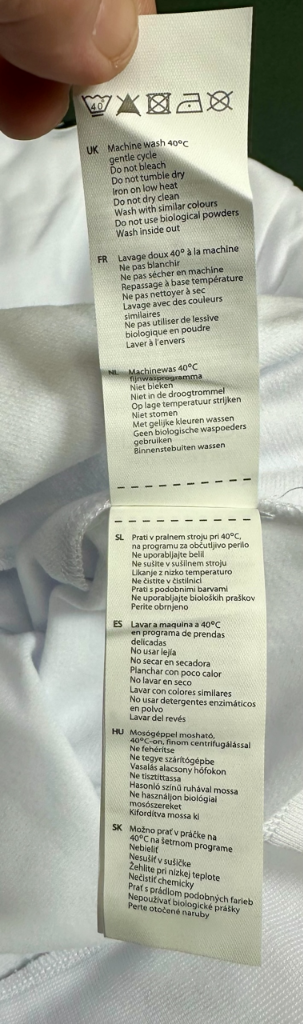 40
UK Machine wash 40°C
gentle cycle
Do not bleach
Do not tumble dry
Iron on low heat
Do not dry clean
Wash with similar colours
Do not use biological powders
Wash inside out
FR Lavage doux 40° à la machine
Ne pas blanchir
Ne pas sécher en machine
Repassage à base température
Ne pas nettoyer à sec
Lavage avec des couleurs
similaires
Ne pas utiliser de lessive
biologique en poudre
Laver à l'envers
NL Machinewas 40°C
fijnwasprogramma
Niet bleken
Niet in de droogtrommel
Op lage temperatuur strijken
Niet stomen
Met gelijke kleuren wassen
Geen biologische waspoeders
gebruiken
Binnenstebuiten wassen
SL Prati v pralnem stroju pri 40°C,
na programu za občutljivo perilo
Ne uporabljajte belil
Ne sušite v sušilnem stroju
Likanje z nizko temperaturo
Ne čistite v čistilnici
Prati s podobnimi barvami
Ne uporabljajte bioloških praškov
Perite obrnjeno
ES Lavar a maquina a 40°C
en programa de prendas
delicadas
No usar lejía
No secar en secadora
Planchar con poco calor
No lavar en seco
Lavar con colores similares
No usar detergentes enzimáticos
en polvo
Lavar del revés
HU Mosógéppel mosható,
40°C-on, finom centrifugálással
Ne fehérítse
Ne tegye szárítógépbe
Vasalás alacsony hőfokon
Ne tisztíttassa
Hasonló színű ruhával mossa
Ne használjon biológiai
mosószereket
Kifordítva mossa ki
SK Možno prať v práčke na
40°C na šetrnom programe
Nebieliť
Nesušiť v sušičke
Žehlite pri nízkej teplote
Nečistiť chemicky
Prať s prádlom podobných farieb
Nepoužívať biologické prášky
Perte otočené naruby